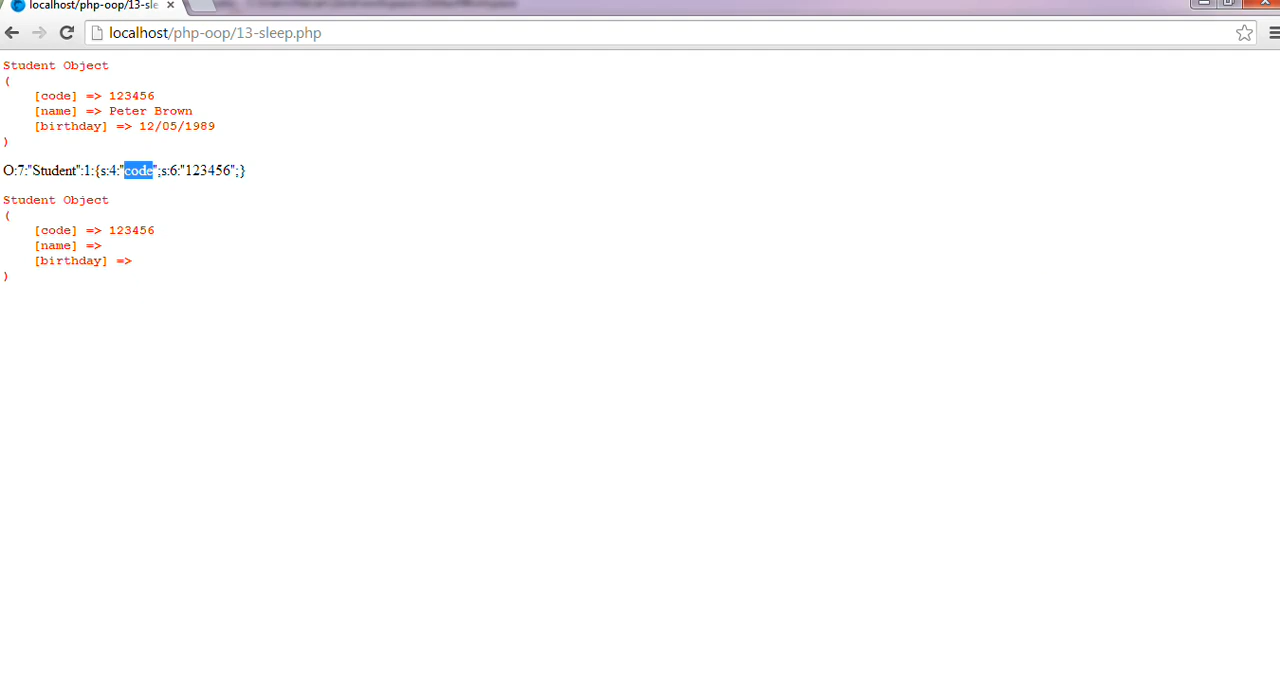 localhost/php-oop/13-sle
localhost/php-oop/13-sleep.php
Student Object
(
[code] => 123456
[name] => Peter Brown
[birthday] => 12/05/1989
)
O:7:"Student":1:{s:4:"code";s:6:"123456";}
Student Object
(
[code] => 123456
[name] =>
[birthday] =>
)